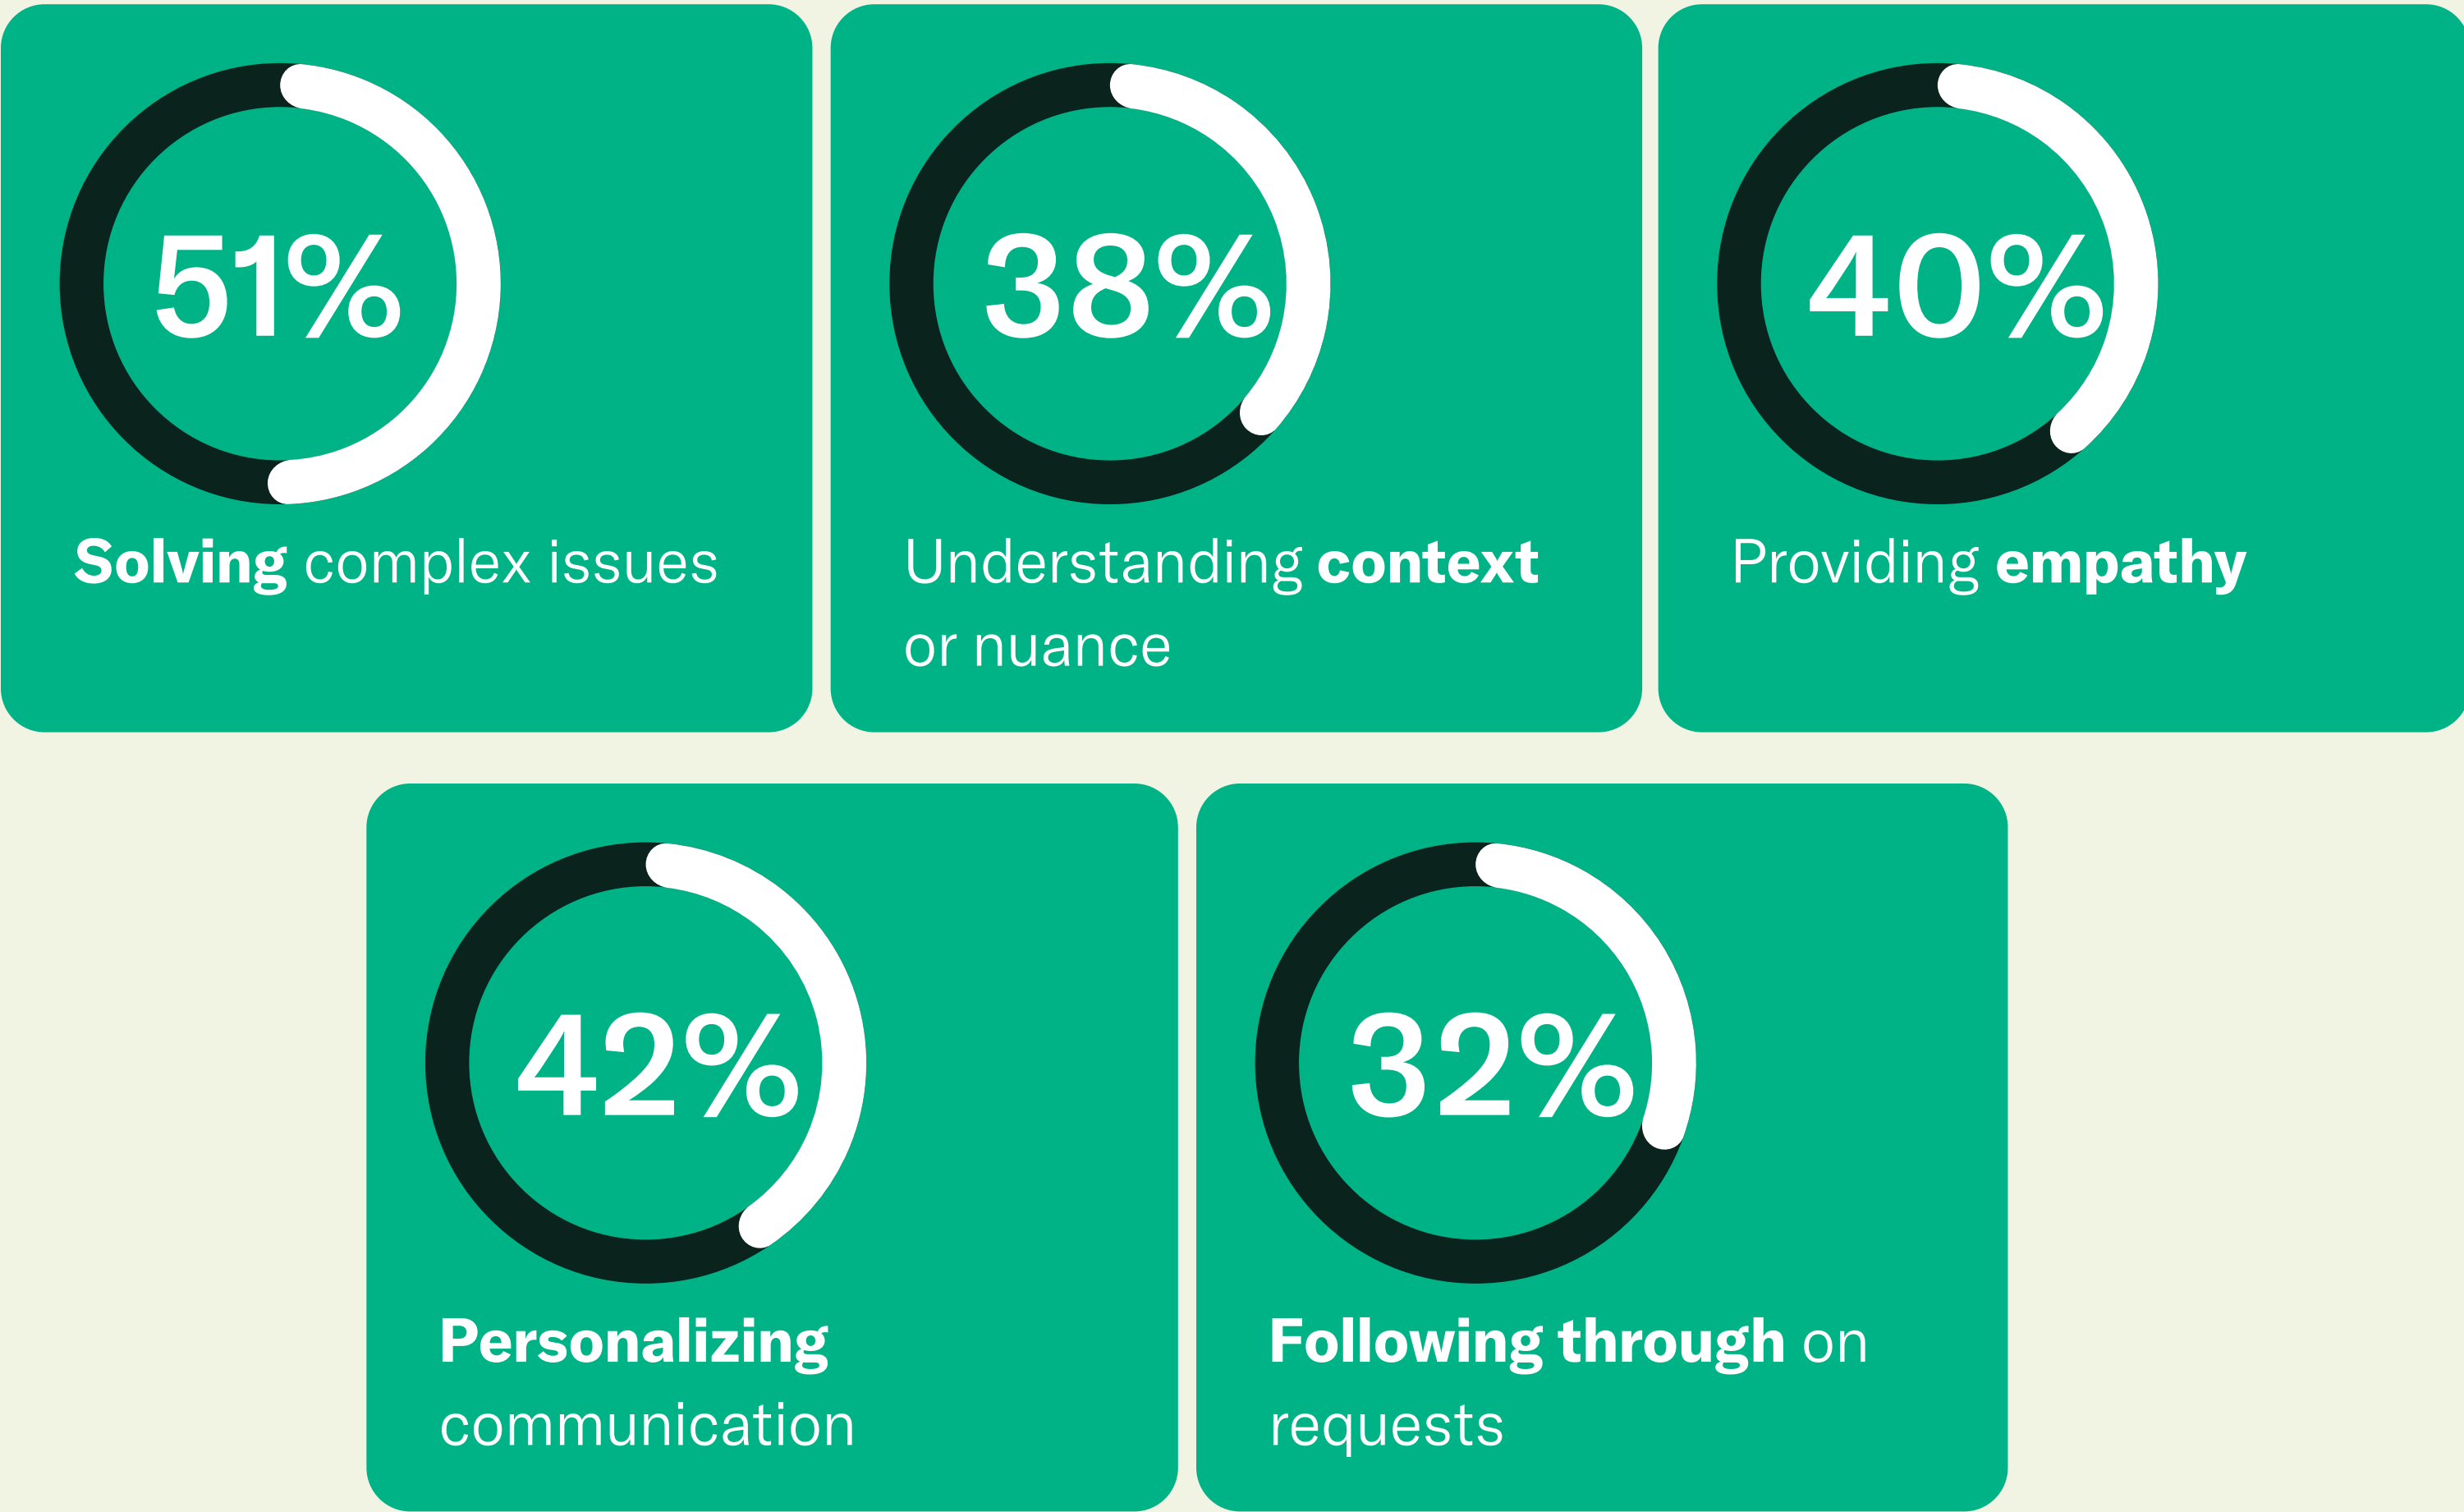 51%
Solving complex issues
38%
Understanding context
or nuance
40%
Providing empathy
42%
Personalizing
communication
32%
Following through on
requests